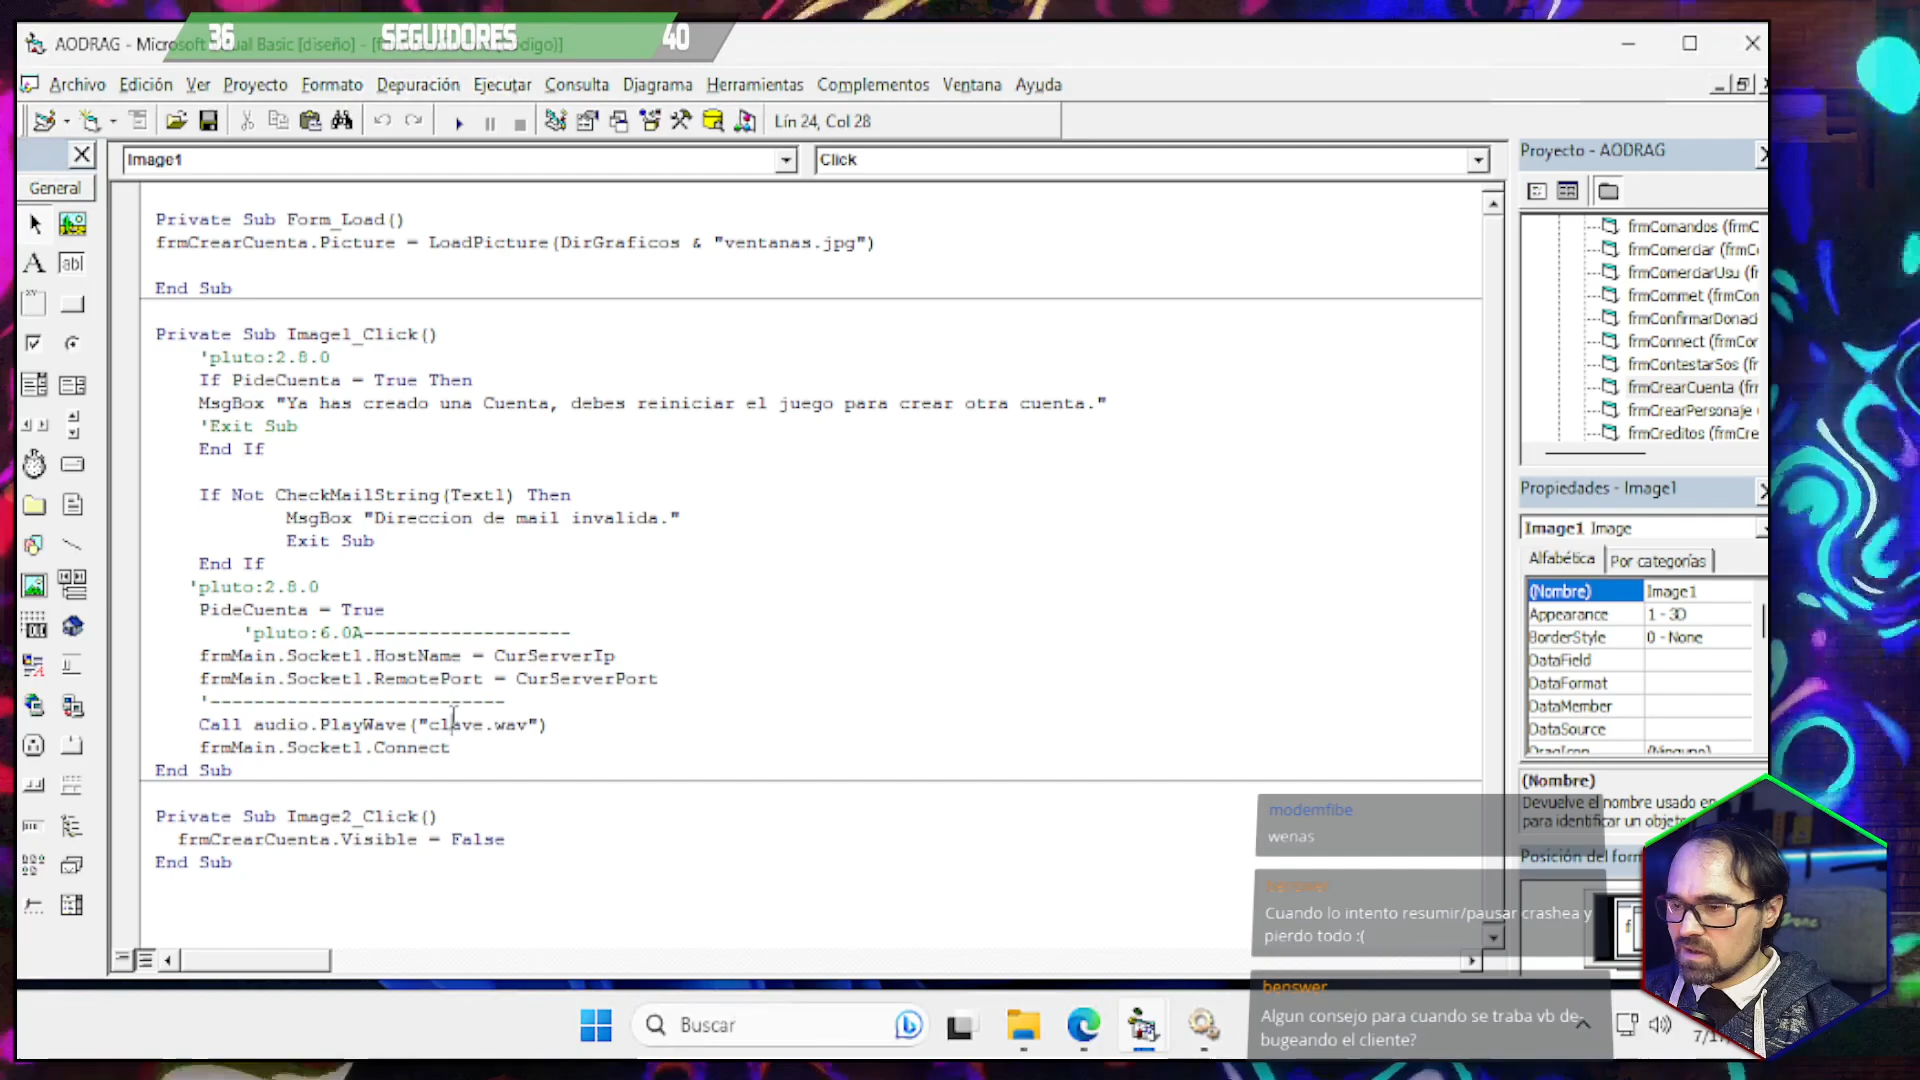 36 SEGUIDORES 40
AODRAG - Microsoft Visual Basic [diseño] -
Archivo Edición Ver Proyecto Formato Depuración Ejecutar Consulta Diagrama Herramientas Complementos Ventana Ayuda
Lín 24, Col 28
Image1 Click
General
Private Sub Form_Load()
frmCrearCuenta.Picture = LoadPicture(DirGraficos & "ventanas.jpg")
End Sub
Private Sub Image1_Click()
'pluto:2.8.0
If PideCuenta = True Then
MsgBox "Ya has creado una Cuenta, debes reiniciar el juego para crear otra cuenta."
'Exit Sub
End If
If Not CheckMailString(Text1) Then
MsgBox "Direccion de mail invalida."
Exit Sub
End If
'pluto:2.8.0
PideCuenta = True
'pluto:6.0A-------------------
frmMain.Socket1.HostName = CurServerIp
frmMain.Socket1.RemotePort = CurServerPort
'---------------------------
Call audio.PlayWave("clave.wav")
frmMain.Socket1.Connect
End Sub
Private Sub Image2_Click()
frmCrearCuenta.Visible = False
End Sub
Proyecto - AODRAG
frmComandos (frmC
frmComerciar (frmC
frmComerciarUsu (f
frmCommet (frmCon
frmConfirmarDonaci
frmConnect (frmCor
frmContestarSos (fr
frmCrearCuenta (fr
frmCrearPersonaje
frmCreditos (frmCre
Propiedades - Image1
Image1 Image
Alfabética Por categorías
(Nombre) Image1
Appearance 1 - 3D
BorderStyle 0 - None
DataField
DataFormat
DataMember
DataSource
DragIcon (Ninguno)
(Nombre)
Devuelve el nombre usado en
para identificar un objeto
Posición del form
modemfibe
wenas
benswer
Cuando lo intento resumir/pausar crashea y
pierdo todo :(
benswer
Algun consejo para cuando se traba vb de-
bugeando el cliente?
Buscar